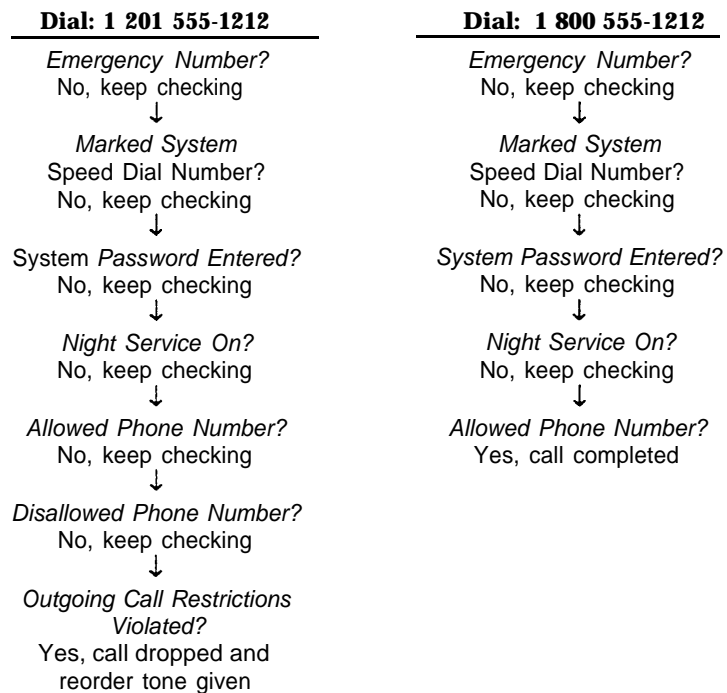 Dial: 1 201 555-1212
Emergency Number?
No, keep checking
↓
Marked System
Speed Dial Number?
No, keep checking
↓
System Password Entered?
No, keep checking
↓
Night Service On?
No, keep checking
↓
Allowed Phone Number?
No, keep checking
↓
Disallowed Phone Number?
No, keep checking
↓
Outgoing Call Restrictions
Violated?
Yes, call dropped and
reorder tone given
Dial: 1 800 555-1212
Emergency Number?
No, keep checking
↓
Marked System
Speed Dial Number?
No, keep checking
↓
System Password Entered?
No, keep checking
↓
Night Service On?
No, keep checking
↓
Allowed Phone Number?
Yes, call completed